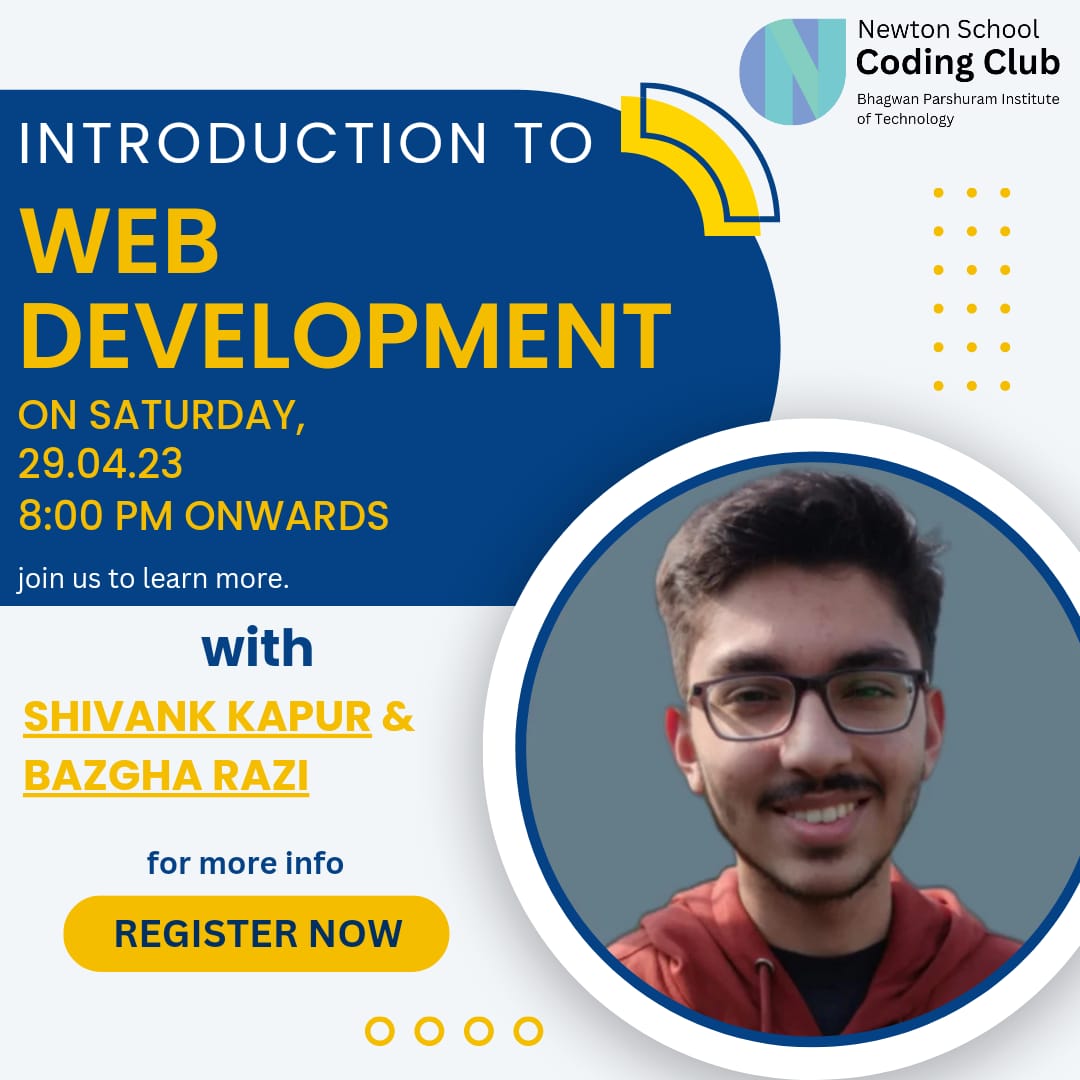 Newton School
Coding Club
Bhagwan Parshuram Institute
of Technology
INTRODUCTION TO
WEB
DEVELOPMENT
ON SATURDAY,
29.04.23
8:00 PM ONWARDS
join us to learn more.
with
SHIVANK KAPUR &
BAZGHA RAZI
for more info
REGISTER NOW